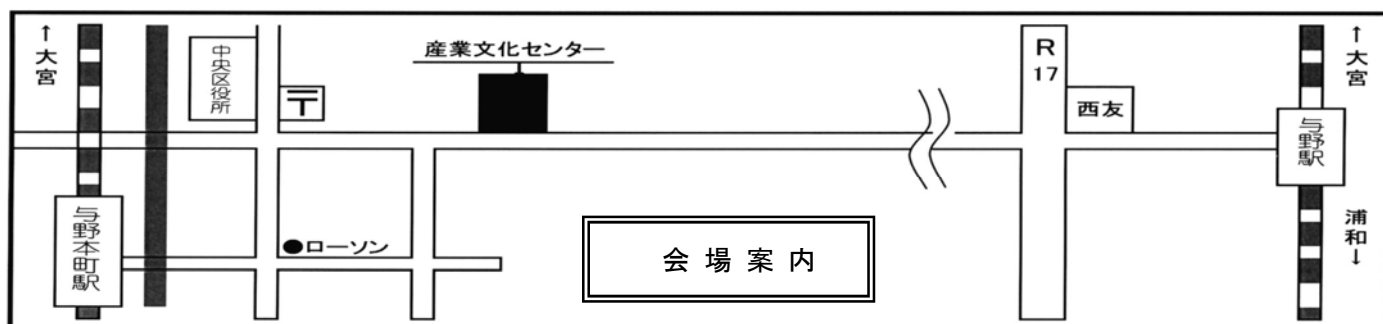 ↑大宮
中央区役所
〒
産業文化センター
R
17
西友
↑大宮
与野駅
与野本町駅
●ローソン
会場案内
浦和↓